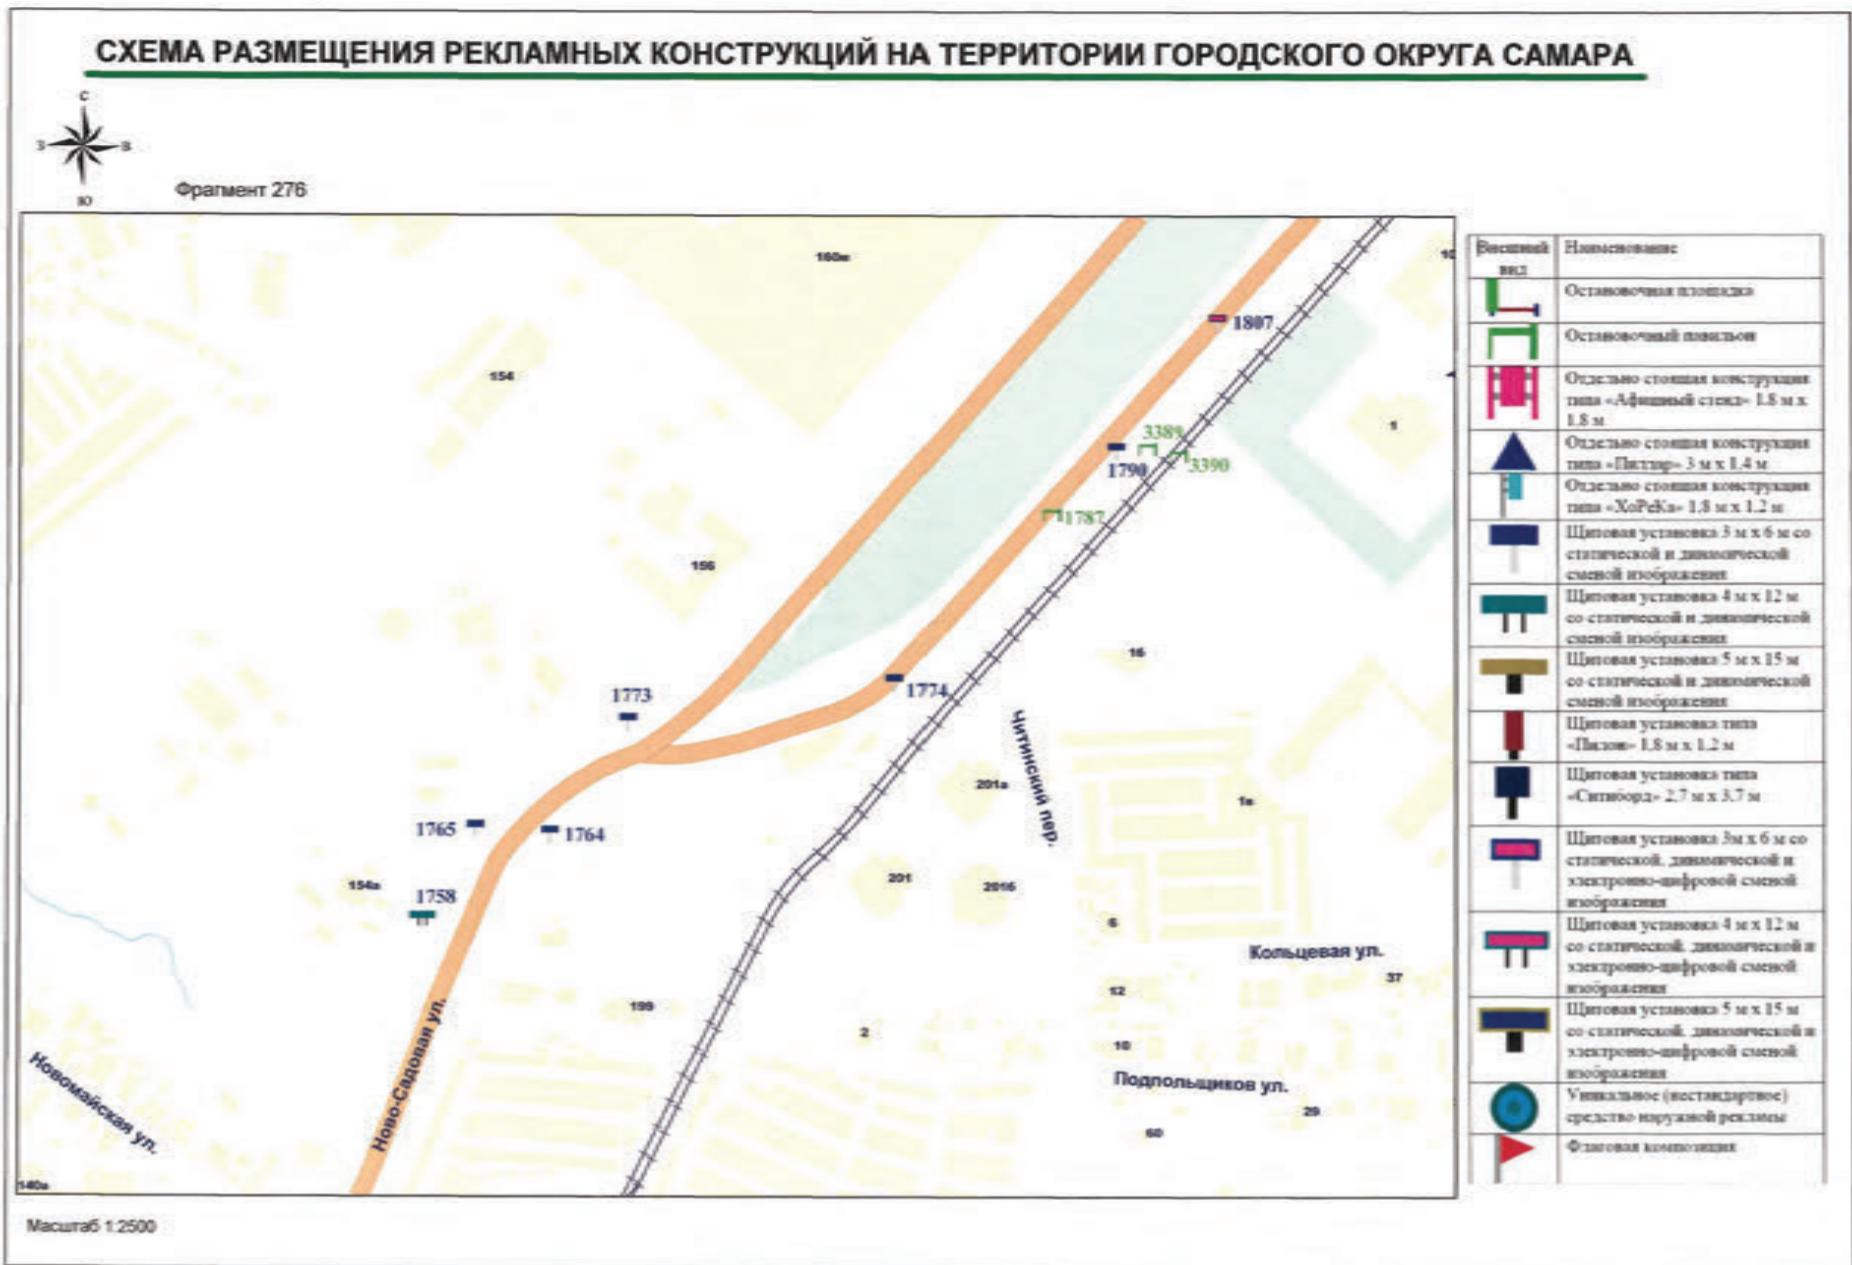 СХЕМА РАЗМЕЩЕНИЯ РЕКЛАМНЫХ КОНСТРУКЦИЙ НА ТЕРРИТОРИИ ГОРОДСКОГО ОКРУГА САМАРА
С
З
В
Ю
Фрагмент 276
160м
10
154
1807
1
3389
1790
3390
1787
156
16
1773
1774
Читинский пер.
201а
1в
1765
1764
154а
201
201б
1758
6
Кольцевая ул.
37
12
199
2
10
Новомайская ул.
Ново-Садовая ул.
Подпольщиков ул.
29
60
140а
Масштаб 1:2500
Внешний
вид
Наименование
Остановочная площадка
Остановочный павильон
Отдельно стоящая конструкция
типа «Афишный стенд» 1.8 м х
1.8 м
Отдельно стоящая конструкция
типа «Пиллар» 3 м х 1.4 м
Отдельно стоящая конструкция
типа «ХоРеКа» 1.8 м х 1.2 м
Щитовая установка 3 м х 6 м со
статической и динамической
сменой изображения
Щитовая установка 4 м х 12 м
со статической и динамической
сменой изображения
Щитовая установка 5 м х 15 м
со статической и динамической
сменой изображения
Щитовая установка типа
«Пилон» 1.8 м х 1.2 м
Щитовая установка типа
«Ситиборд» 2.7 м х 3.7 м
Щитовая установка 3м х 6 м со
статической, динамической и
электронно-цифровой сменой
изображения
Щитовая установка 4 м х 12 м
со статической, динамической и
электронно-цифровой сменой
изображения
Щитовая установка 5 м х 15 м
со статической, динамической и
электронно-цифровой сменой
изображения
Уникальное (нестандартное)
средство наружной рекламы
Флаговая композиция